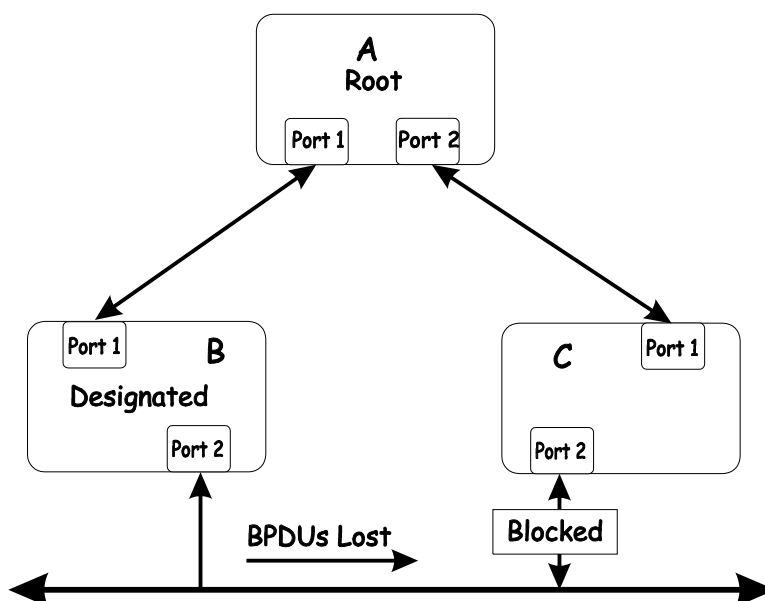 A
Root
Port 1
Port 2
Port 1
B
Designated
Port 2
C
Port 1
Port 2
BPDUs Lost
Blocked